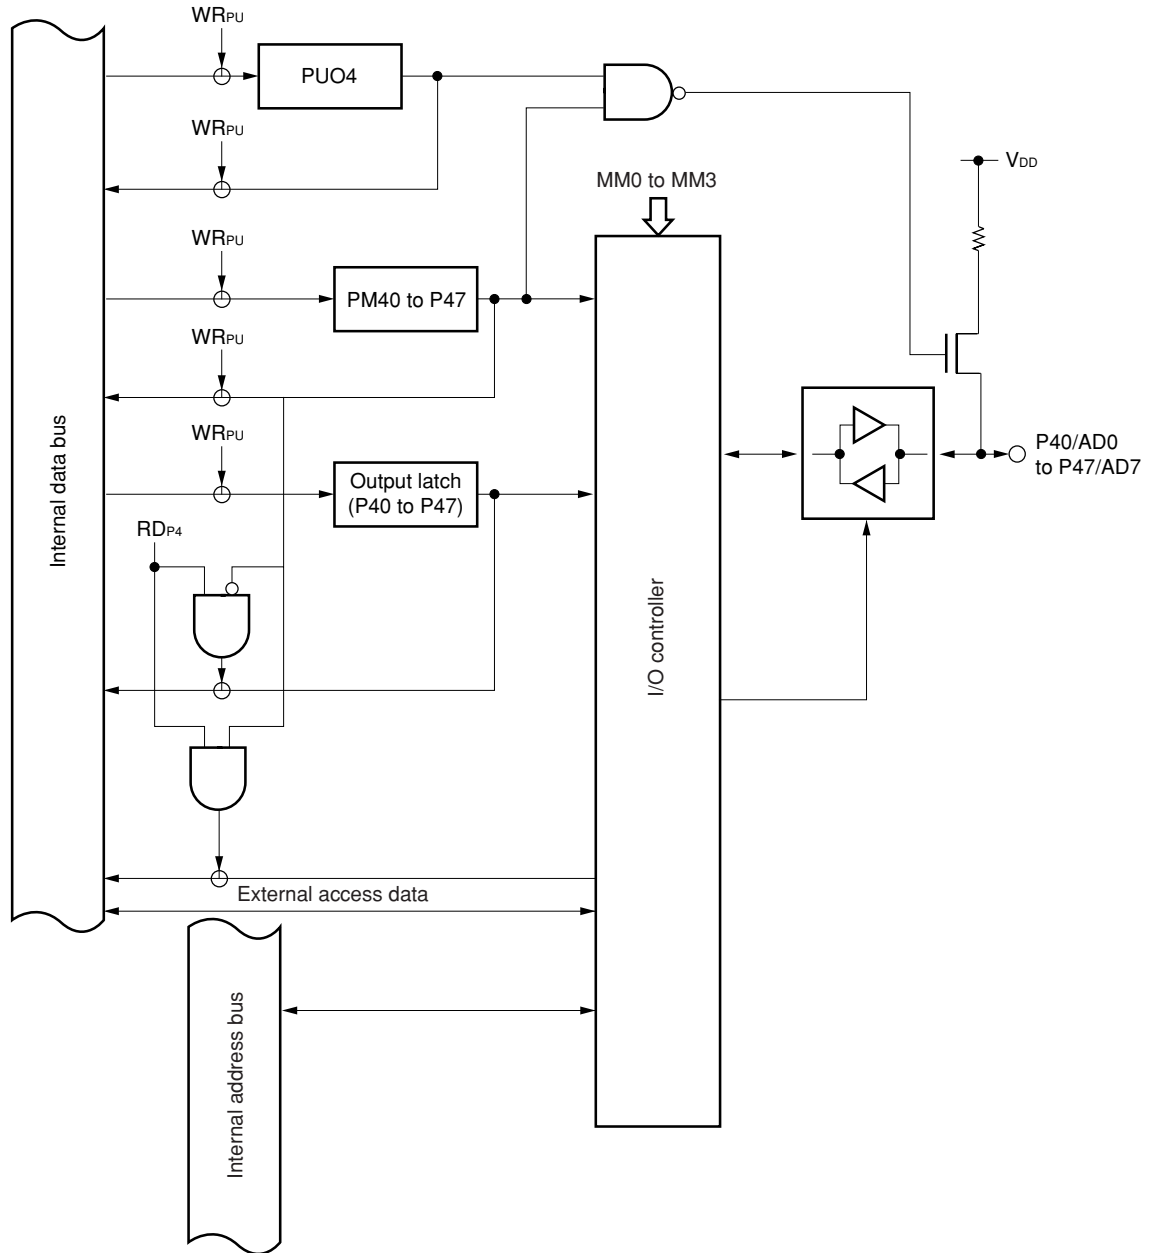 WRPU
PUO4
WRPU
VDD
MM0 to MM3
WRPU
PM40 to P47
WRPU
WRPU
P40/AD0
to P47/AD7
Output latch
(P40 to P47)
RDP4
Internal data bus
I/O controller
External access data
Internal address bus